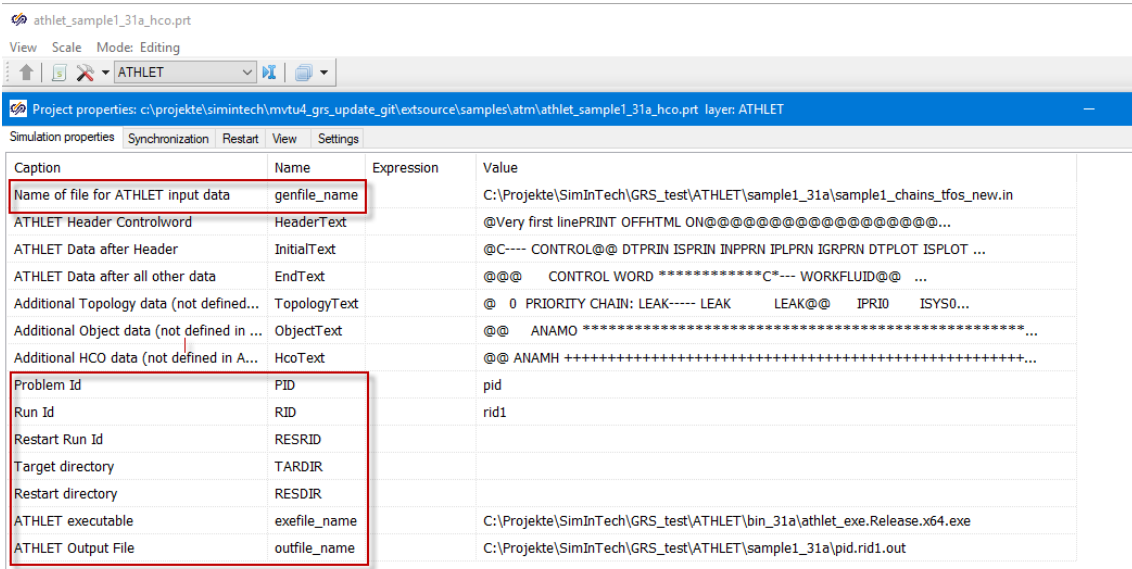 athlet_sample1_31a_hco.prt
View Scale Mode: Editing
ATHLET
Project properties: c:\projekte\simintech\mvtu4_grs_update_git\extsource\samples\atm\athlet_sample1_31a_hco.prt layer: ATHLET
Simulation properties Synchronization Restart View Settings
Caption Name Expression Value
Name of file for ATHLET input data genfile_name C:\Projekte\SimInTech\GRS_test\ATHLET\sample1_31a\sample1_chains_tfos_new.in
ATHLET Header Controlword HeaderText @Very first linePRINT OFFHTML ON@@@@@@@@@@@@@@@@@@...
ATHLET Data after Header InitialText @C---- CONTROL@@ DTPRIN ISPRIN INPPRN IPLPRN IGRPRN DTPLOT ISPLOT ...
ATHLET Data after all other data EndText @@@ CONTROL WORD ************C*--- WORKFLUID@@ ...
Additional Topology data (not defined... TopologyText @ 0 PRIORITY CHAIN: LEAK----- LEAK LEAK@@ IPRI0 ISYS0...
Additional Object data (not defined in ... ObjectText @@ ANAMO **************************************************...
Additional HCO data (not defined in A... HcoText @@ ANAMH ++++++++++++++++++++++++++++++++++++++++++++++++++++...
Problem Id PID pid
Run Id RID rid1
Restart Run Id RESRID
Target directory TARDIR
Restart directory RESDIR
ATHLET executable exefile_name C:\Projekte\SimInTech\GRS_test\ATHLET\bin_31a\athlet_exe.Release.x64.exe
ATHLET Output File outfile_name C:\Projekte\SimInTech\GRS_test\ATHLET\sample1_31a\pid.rid1.out